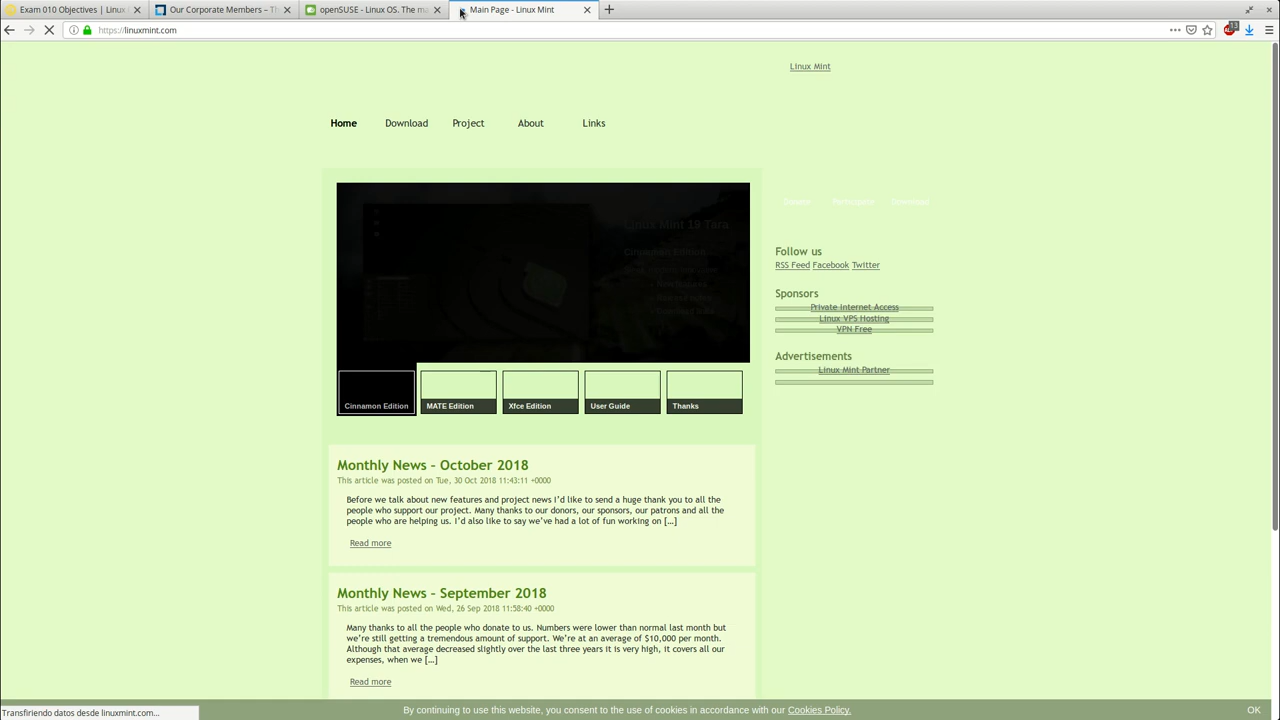 Exam 010 Objectives | Linux
Our Corporate Members – Th
openSUSE - Linux OS. The ma
Main Page - Linux Mint
https://linuxmint.com
13
Linux Mint
Home Download Project About Links
Linux Mint 19 Tara
Cinnamon Edition
Donate Participate Download
Follow us
RSS Feed Facebook Twitter
Sponsors
Private Internet Access
Linux VPS Hosting
VPN Free
Advertisements
Linux Mint Partner
Cinnamon Edition MATE Edition Xfce Edition User Guide Thanks
Monthly News – October 2018
This article was posted on Tue, 30 Oct 2018 11:43:11 +0000
Before we talk about new features and project news I’d like to send a huge thank you to all the
people who support our project. Many thanks to our donors, our sponsors, our patrons and all the
people who are helping us. I’d also like to say we’ve had a lot of fun working on […]
Read more
Monthly News – September 2018
This article was posted on Wed, 26 Sep 2018 11:58:40 +0000
Many thanks to all the people who donate to us. Numbers were lower than normal last month but
we’re still getting a tremendous amount of support. We’re at an average of $10,000 per month.
Although that average decreased slightly over the last three years it is very high, it covers all our
expenses, when we […]
Read more
Transfiriendo datos desde linuxmint.com...
By continuing to use this website, you consent to the use of cookies in accordance with our Cookies Policy.
OK